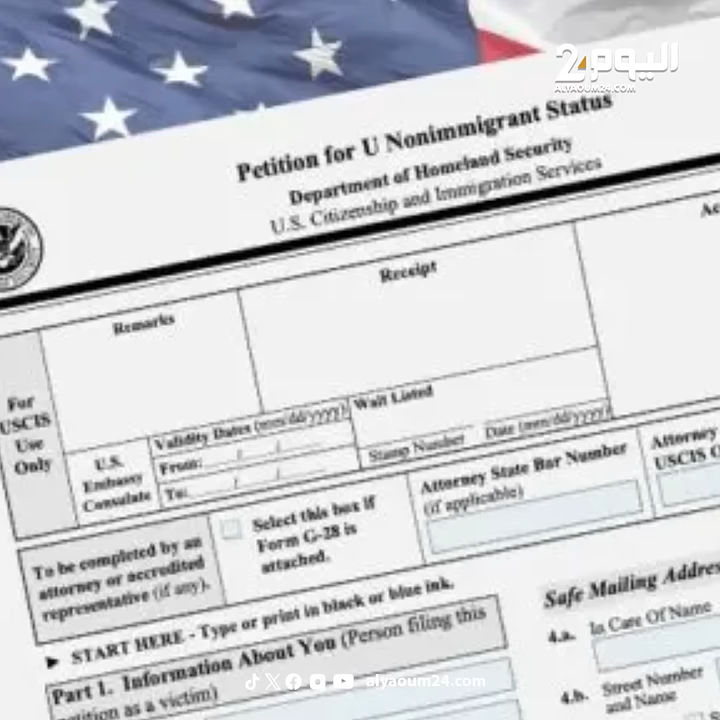 اليوم 24
ALYAOUM24.COM
Petition for U Nonimmigrant Status
Department of Homeland Security
U.S. Citizenship and Immigration Services
For
USCIS
Use
Only
Remarks
Receipt
U.S.
Embassy
Consulate
Validity Dates (mm/dd/yyyy)
From: / /
To: / /
Wait Listed
Stamp Number
Date (mm/dd/yyyy)
To be completed by an
attorney or accredited
representative (if any).
Select this box if
Form G-28 is
attached.
Attorney State Bar Number
(if applicable)
Attorney
USCIS
► START HERE - Type or print in black or blue ink.
Part 1. Information About You (Person filing this
petition as a victim)
Safe Mailing Addre
4.a. In Care Of Name
4.b. Street Number
and Name
alyaoum24.com